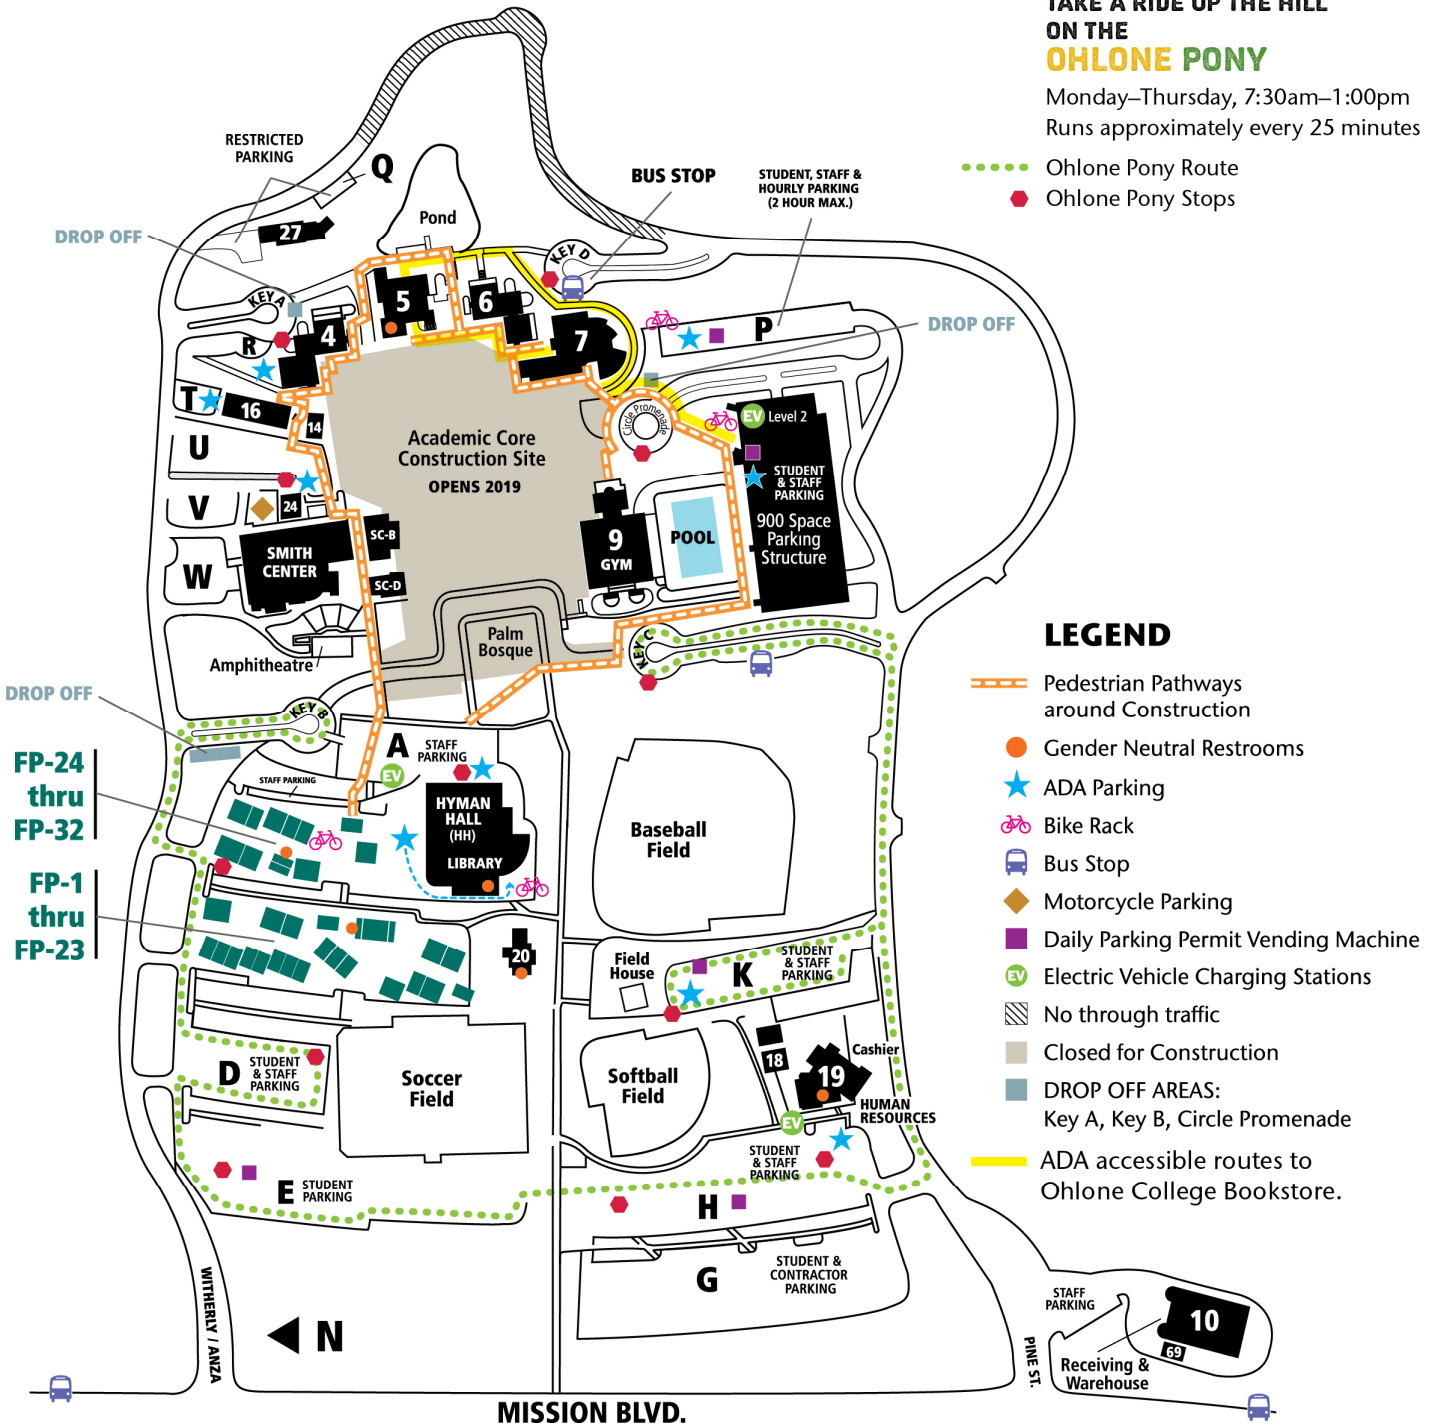 TAKE A RIDE UP THE HILL
ON THE
OHLONE PONY
Monday–Thursday, 7:30am–1:00pm
Runs approximately every 25 minutes
Ohlone Pony Route
Ohlone Pony Stops
RESTRICTED
PARKING
Q
Pond
BUS STOP
STUDENT, STAFF &
HOURLY PARKING
(2 HOUR MAX.)
27
DROP OFF
KEY D
KEY A
5
6
4
7
P
DROP OFF
R
T
16
14
Circle Promenade
EV Level 2
U
Academic Core
Construction Site
OPENS 2019
STUDENT
& STAFF
PARKING
V
24
SC-B
SMITH
CENTER
9
GYM
POOL
900 Space
Parking
Structure
W
SC-D
Palm
Bosque
KEY C
Amphitheatre
DROP OFF
KEY B
A
STAFF
PARKING
EV
FP-24
thru
FP-32
STAFF PARKING
HYMAN
HALL
(HH)
LIBRARY
Baseball
Field
FP-1
thru
FP-23
20
Field
House
K
STUDENT
& STAFF
PARKING
D
STUDENT
& STAFF
PARKING
Soccer
Field
Softball
Field
18
19
Cashier
HUMAN
RESOURCES
EV
STUDENT
& STAFF
PARKING
E
STUDENT
PARKING
H
G
STUDENT &
CONTRACTOR
PARKING
WITHERLY / ANZA
N
MISSION BLVD.
PINE ST.
STAFF
PARKING
10
69
Receiving &
Warehouse
LEGEND
Pedestrian Pathways
around Construction
Gender Neutral Restrooms
ADA Parking
Bike Rack
Bus Stop
Motorcycle Parking
Daily Parking Permit Vending Machine
EV Electric Vehicle Charging Stations
No through traffic
Closed for Construction
DROP OFF AREAS:
Key A, Key B, Circle Promenade
ADA accessible routes to
Ohlone College Bookstore.